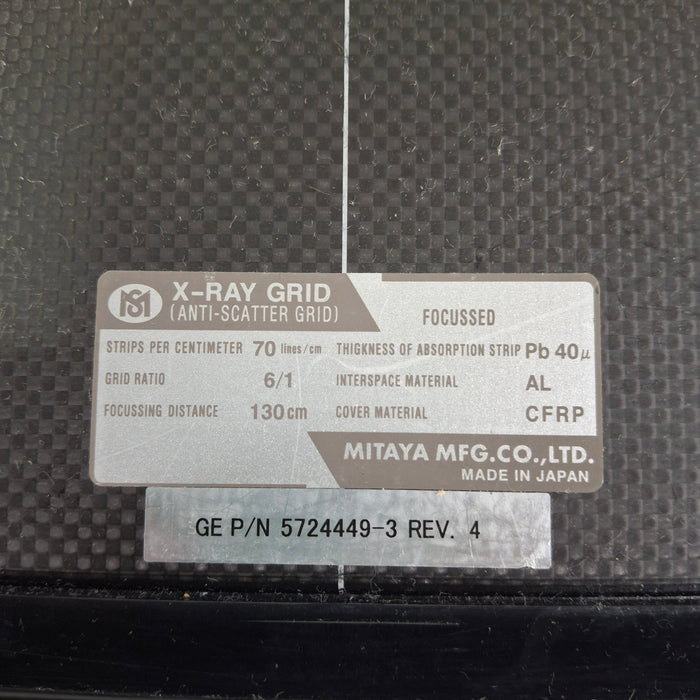 MS X-RAY GRID
(ANTI-SCATTER GRID) FOCUSSED
STRIPS PER CENTIMETER 70 lines/cm THICKNESS OF ABSORPTION STRIP Pb 40μ
GRID RATIO 6/1 INTERSPACE MATERIAL AL
FOCUSSING DISTANCE 130cm COVER MATERIAL CFRP
MITAYA MFG.CO.,LTD.
MADE IN JAPAN
GE P/N 5724449-3 REV. 4